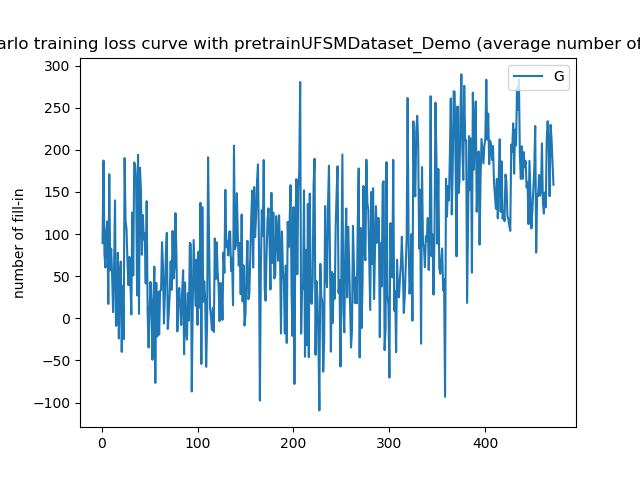 arlo training loss curve with pretrainUFSMDataset_Demo (average number of
G
number of fill-in
300
250
200
150
100
50
0
−50
−100
0 100 200 300 400